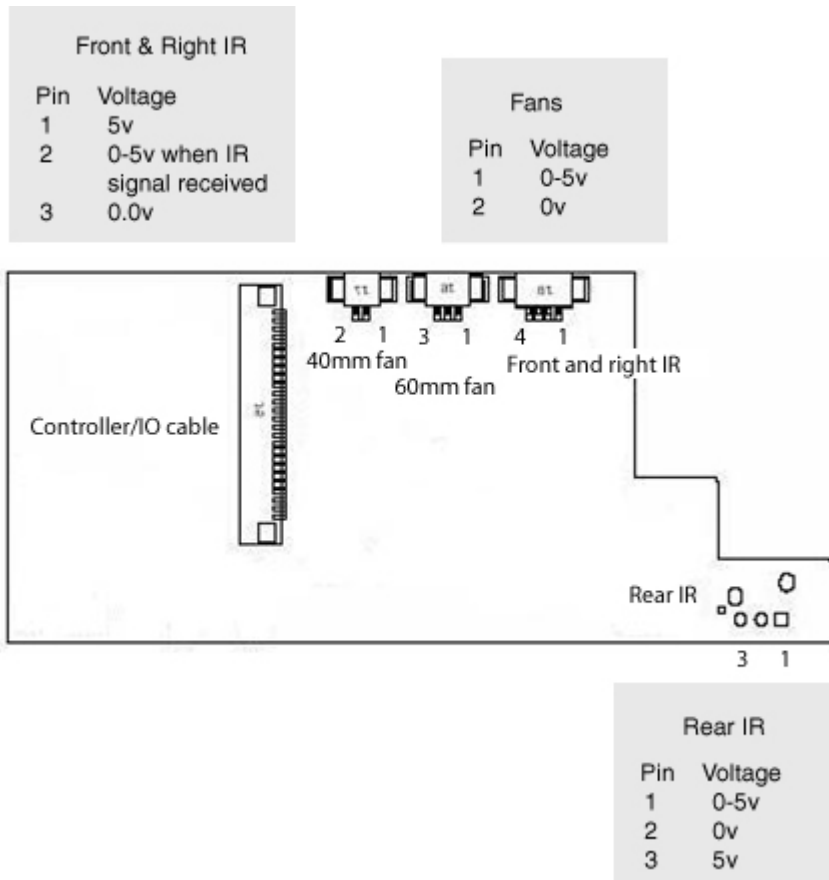 Front & Right IR
Pin Voltage
1 5v
2 0-5v when IR
signal received
3 0.0v
Fans
Pin Voltage
1 0-5v
2 0v
2 1
40mm fan
3 1
60mm fan
4 1
Front and right IR
Controller/IO cable
Rear IR
3 1
Rear IR
Pin Voltage
1 0-5v
2 0v
3 5v